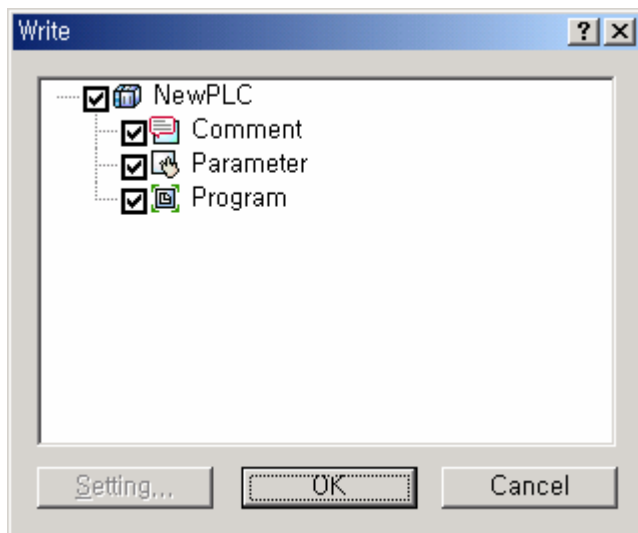 Write
NewPLC
Comment
Parameter
Program
Setting...
OK
Cancel